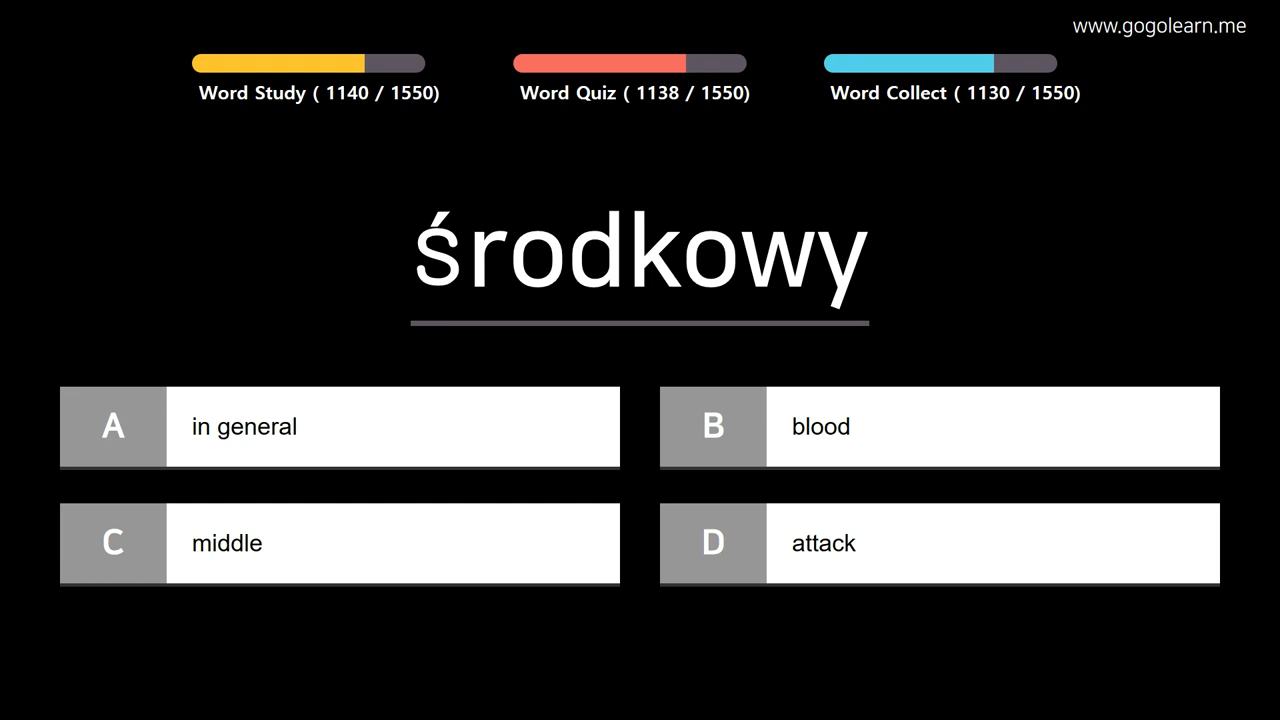 www.gogolearn.me
Word Study ( 1140 / 1550)
Word Quiz ( 1138 / 1550)
Word Collect ( 1130 / 1550)
środkowy
A in general
B blood
C middle
D attack